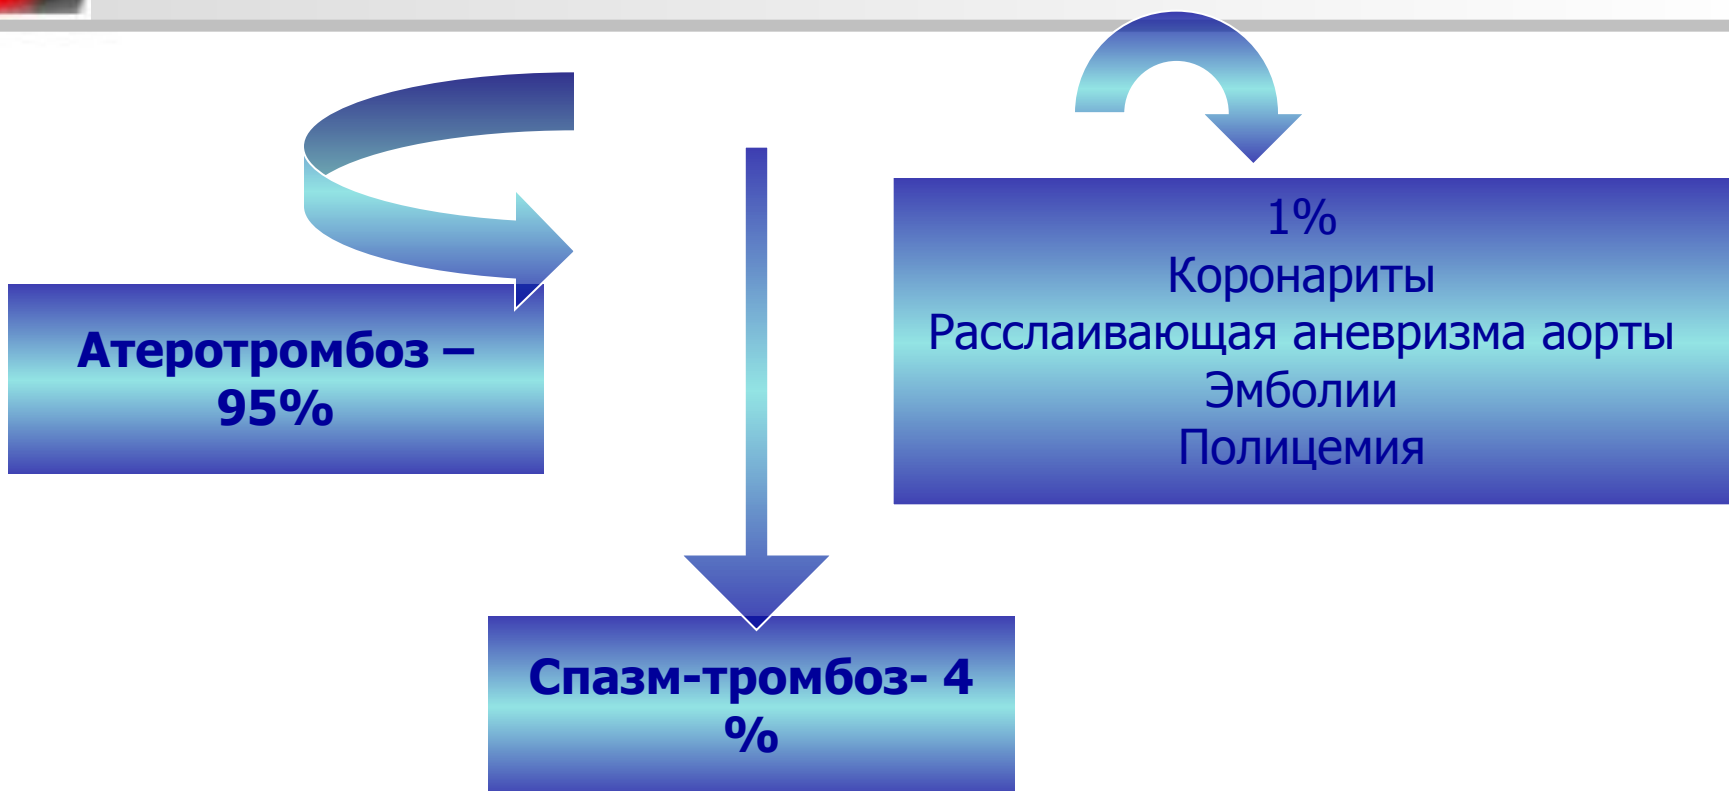 Атеротромбоз –
95%
1%
Коронариты
Расслаивающая аневризма аорты
Эмболии
Полицемия
Спазм-тромбоз- 4
%